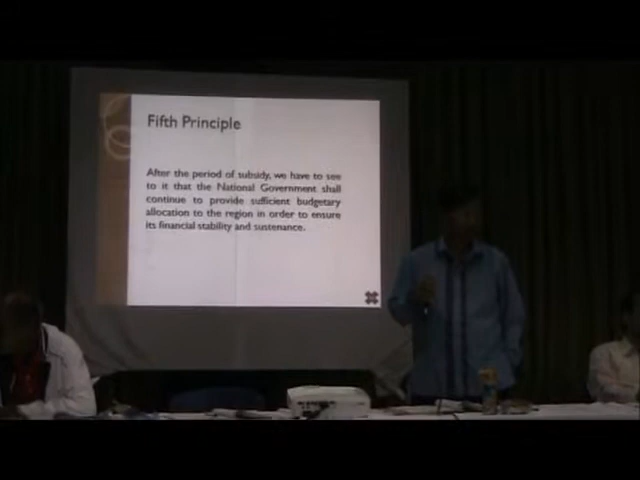 Fifth Principle
After the period of subsidy, we have to see
to it that the National Government shall
continue to provide sufficient budgetary
allocation to the region in order to ensure
its financial stability and sustenance.